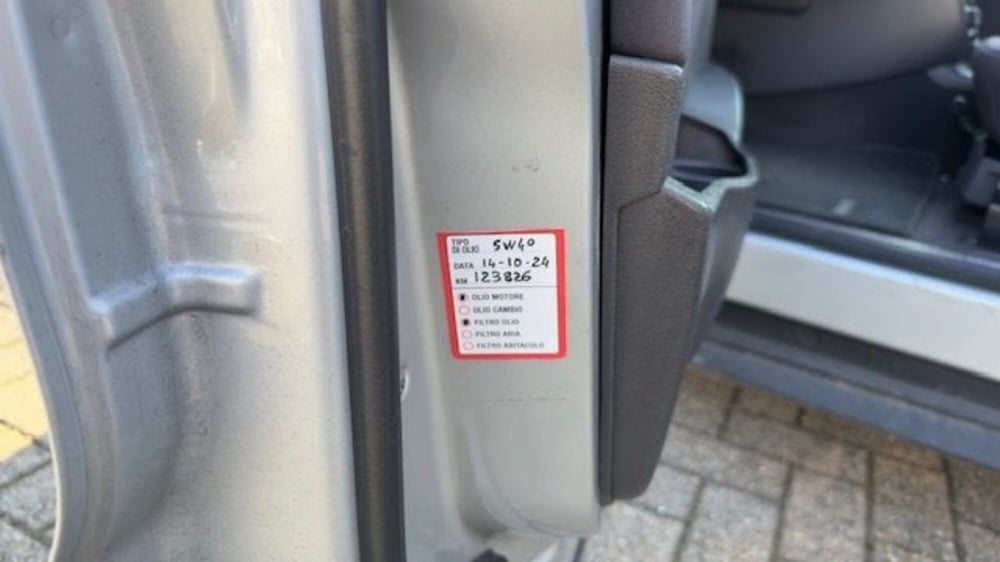 TIPO
DI OLIO 5W40
DATA 14-10-24
KM 123826
OLIO MOTORE
OLIO CAMBIO
FILTRO OLIO
FILTRO ARIA
FILTRO ABITACOLO